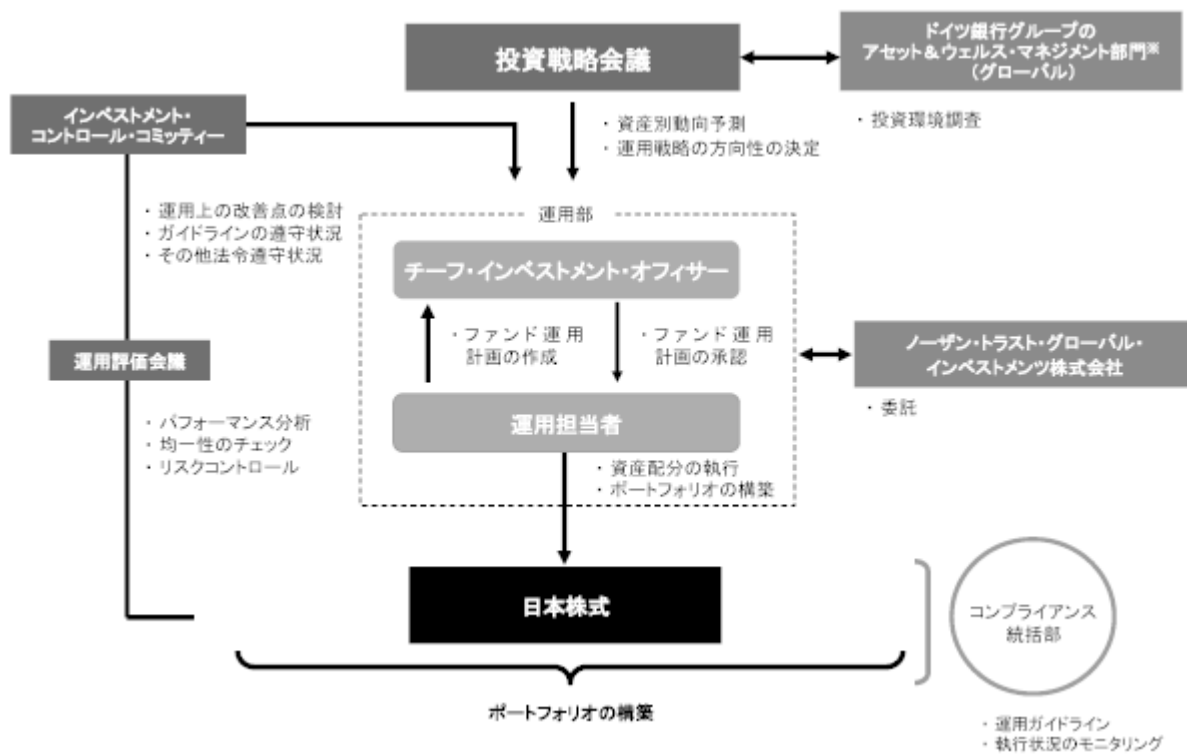 投資戦略会議
ドイツ銀行グループの
アセット＆ウェルス・マネジメント部門※
（グローバル）
・投資環境調査
インベストメント・
コントロール・コミッティー
・資産別動向予測
・運用戦略の方向性の決定
・運用上の改善点の検討
・ガイドラインの遵守状況
・その他法令遵守状況
運用部
チーフ・インベストメント・オフィサー
・ファンド運用
計画の作成
・ファンド運用
計画の承認
運用評価会議
ノーザン・トラスト・グローバル・
インベストメンツ株式会社
・委託
・パフォーマンス分析
・均一性のチェック
・リスクコントロール
運用担当者
・資産配分の執行
・ポートフォリオの構築
日本株式
コンプライアンス
統括部
ポートフォリオの構築
・運用ガイドライン
・執行状況のモニタリング